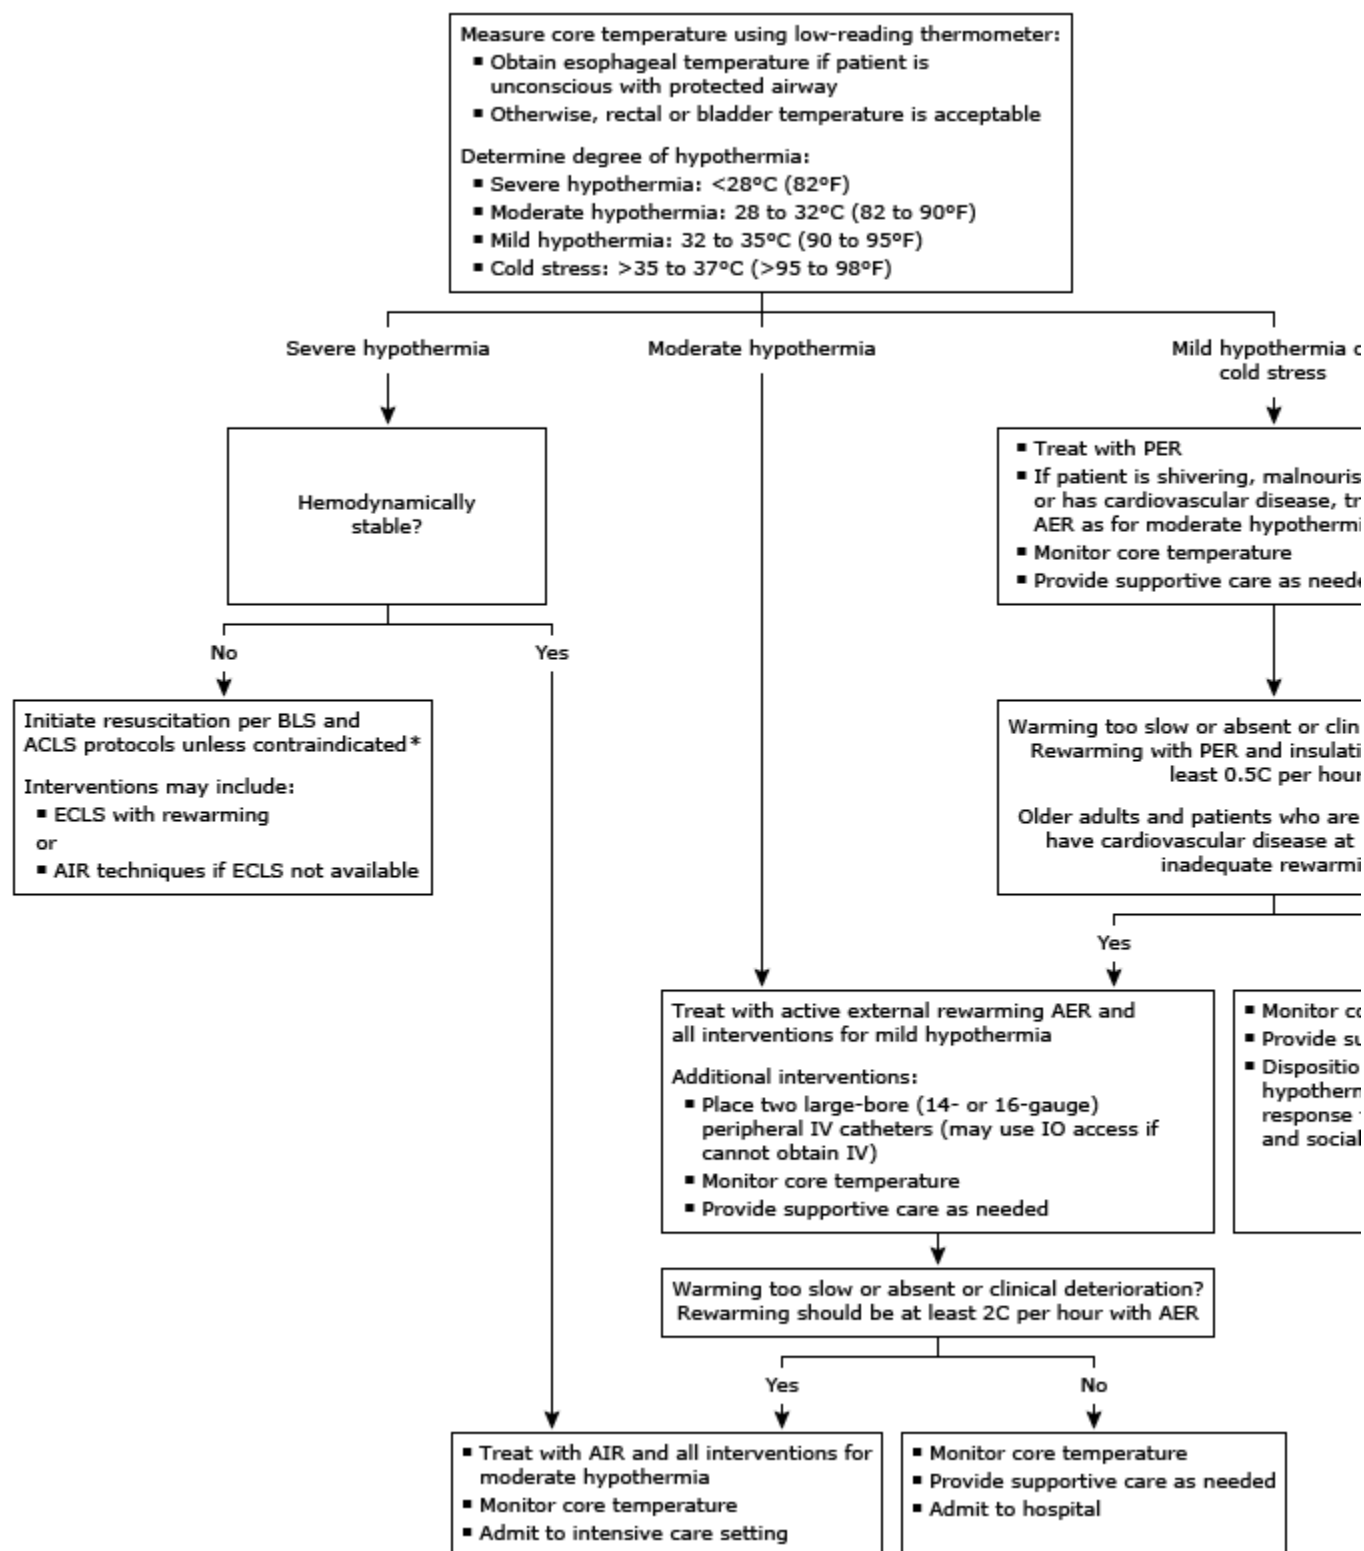 Measure core temperature using low-reading thermometer:
▪ Obtain esophageal temperature if patient is
unconscious with protected airway
▪ Otherwise, rectal or bladder temperature is acceptable
Determine degree of hypothermia:
▪ Severe hypothermia: <28°C (82°F)
▪ Moderate hypothermia: 28 to 32°C (82 to 90°F)
▪ Mild hypothermia: 32 to 35°C (90 to 95°F)
▪ Cold stress: >35 to 37°C (>95 to 98°F)
Severe hypothermia
Moderate hypothermia
Mild hypothermia
cold stress
Hemodynamically
stable?
▪ Treat with PER
▪ If patient is shivering,
or has cardiovascular disease,
AER as for moderate
▪ Monitor core temperature
▪ Provide supportive care as
No
Yes
Initiate resuscitation per BLS and
ACLS protocols unless contraindicated*
Interventions may include:
▪ ECLS with rewarming
or
▪ AIR techniques if ECLS not available
Warming too slow or absent or
Rewarming with PER and
least 0.5C per hour
Older adults and patients who are
have cardiovascular disease at
inadequate
Yes
Treat with active external rewarming AER and
all interventions for mild hypothermia
Additional interventions:
▪ Place two large-bore (14- or 16-gauge)
peripheral IV catheters (may use IO access if
cannot obtain IV)
▪ Monitor core temperature
▪ Provide supportive care as needed
▪ Monitor
▪ Provide
▪
response
and social
Warming too slow or absent or clinical deterioration?
Rewarming should be at least 2C per hour with AER
Yes
No
▪ Treat with AIR and all interventions for
moderate hypothermia
▪ Monitor core temperature
▪ Admit to intensive care setting
▪ Monitor core temperature
▪ Provide supportive care as needed
▪ Admit to hospital